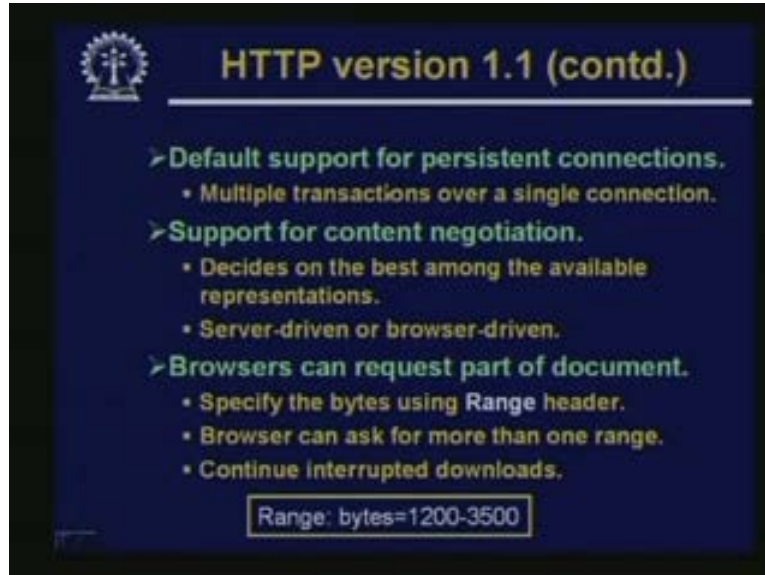 HTTP version 1.1 (contd.)
➢Default support for persistent connections.
▪ Multiple transactions over a single connection.
➢Support for content negotiation.
▪ Decides on the best among the available
representations.
▪ Server-driven or browser-driven.
➢Browsers can request part of document.
▪ Specify the bytes using Range header.
▪ Browser can ask for more than one range.
▪ Continue interrupted downloads.
Range: bytes=1200-3500